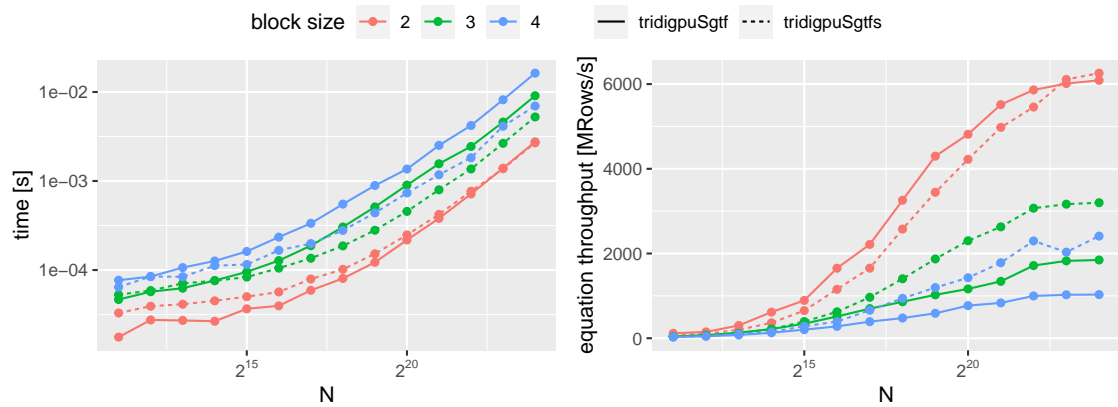 block size 2 3 4 tridigpuSgtf tridigpuSgtfs
time [s]
1e-02
1e-03
1e-04
2^15 2^20
N
equation throughput [MRows/s]
6000
4000
2000
0
2^15 2^20
N